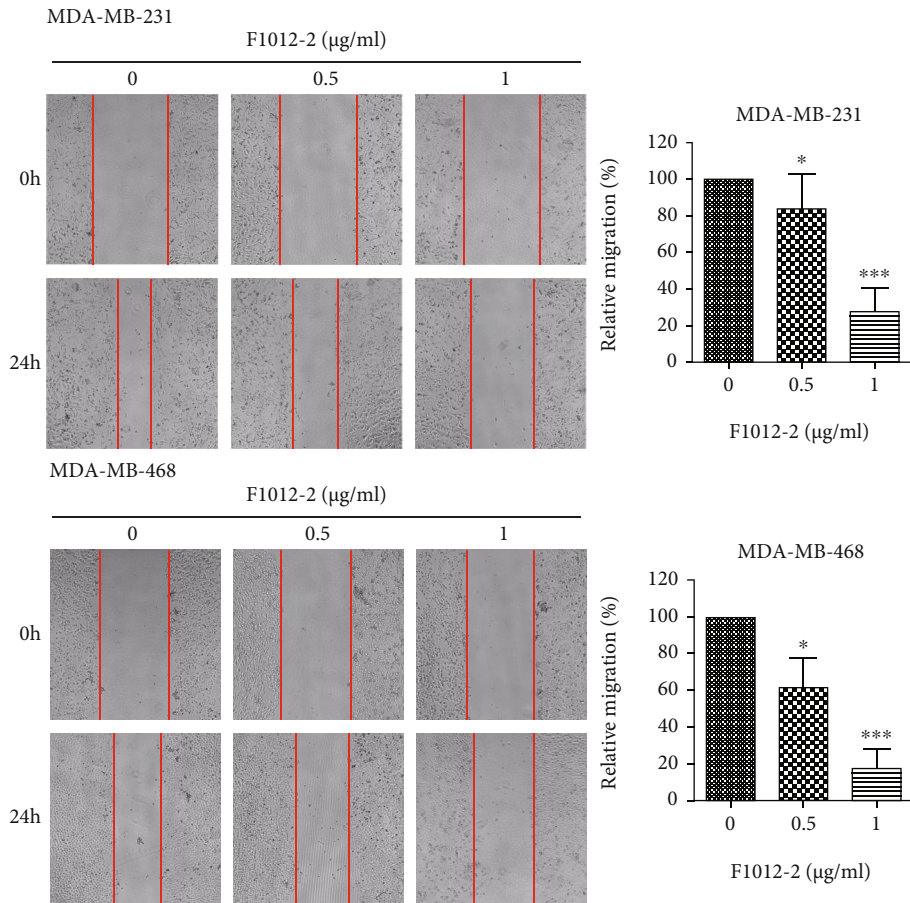 MDA-MB-231
F1012-2 (µg/ml)
0 0.5 1
0h
24h
MDA-MB-231
Relative migration (%)
120
100
80
60
40
20
0
*
***
0 0.5 1
F1012-2 (µg/ml)
MDA-MB-468
F1012-2 (µg/ml)
0 0.5 1
0h
24h
MDA-MB-468
Relative migration (%)
120
100
80
60
40
20
0
*
***
0 0.5 1
F1012-2 (µg/ml)